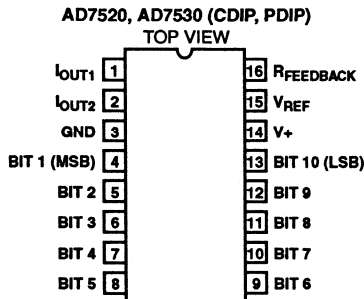 AD7520, AD7530 (CDIP, PDIP)
TOP VIEW
IOUT1 1 16 RFEEDBACK
IOUT2 2 15 VREF
GND 3 14 V+
BIT 1 (MSB) 4 13 BIT 10 (LSB)
BIT 2 5 12 BIT 9
BIT 3 6 11 BIT 8
BIT 4 7 10 BIT 7
BIT 5 8 9 BIT 6